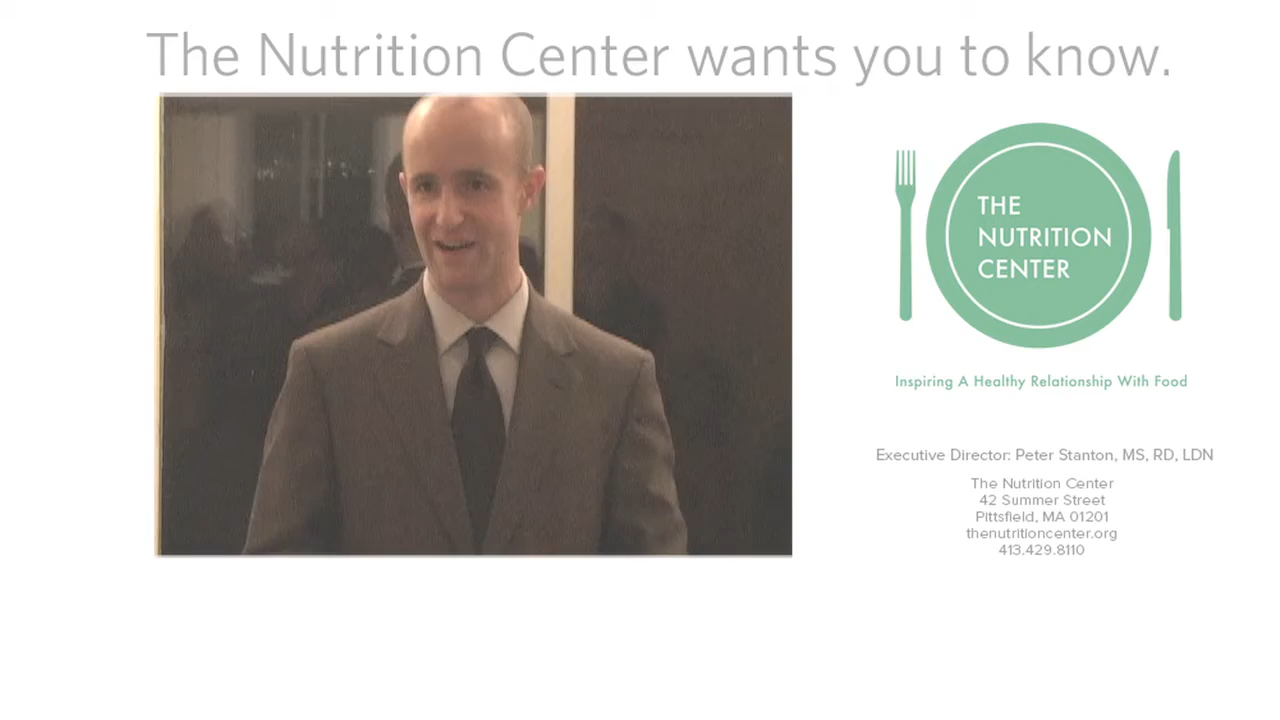 The Nutrition Center wants you to know.
THE
NUTRITION
CENTER
Inspiring A Healthy Relationship With Food
Executive Director: Peter Stanton, MS, RD, LDN
The Nutrition Center
42 Summer Street
Pittsfield, MA 01201
thenutritioncenter.org
413.429.8110